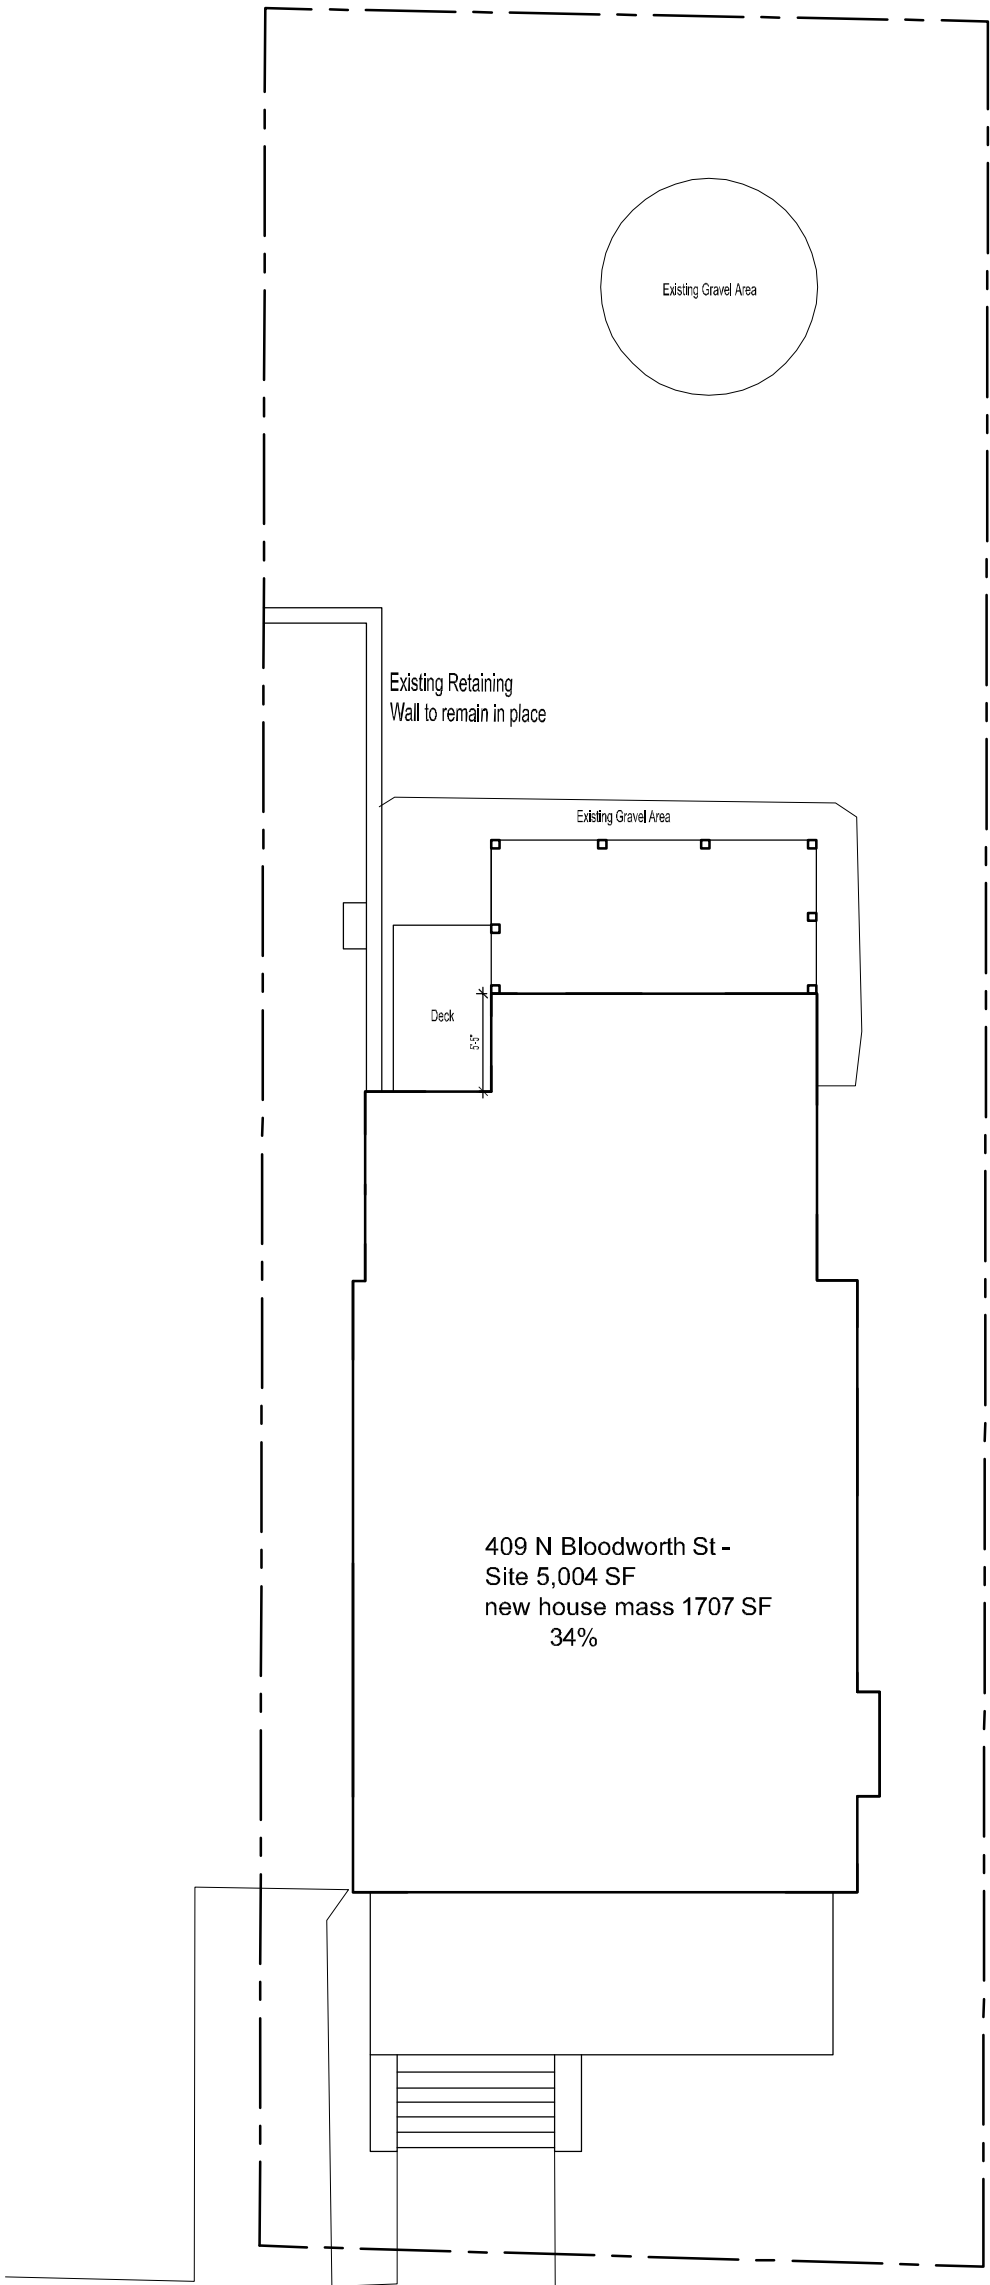 Existing Gravel Area
Existing Retaining
Wall to remain in place
Existing Gravel Area
Deck
5'-5"
409 N Bloodworth St -
Site 5,004 SF
new house mass 1707 SF
34%